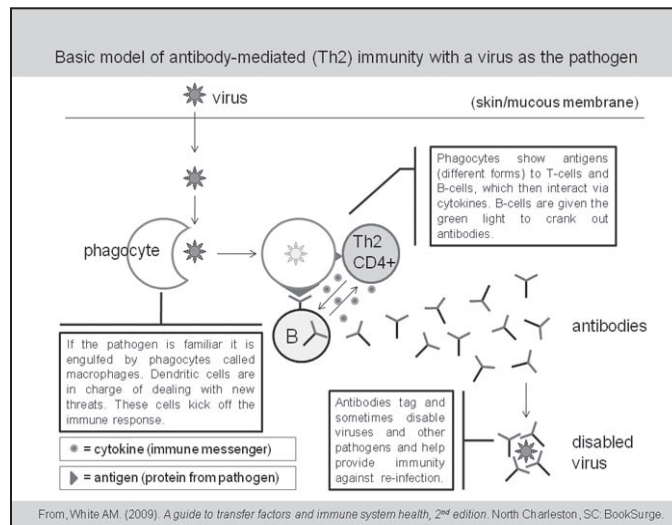 Basic model of antibody-mediated (Th2) immunity with a virus as the pathogen
virus
(skin/mucous membrane)
Phagocytes show antigens
(different forms) to T-cells and
B-cells, which then interact via
cytokines. B-cells are given the
green light to crank out
antibodies.
phagocyte
Th2
CD4+
B
antibodies
If the pathogen is familiar it is
engulfed by phagocytes called
macrophages. Dendritic cells are
in charge of dealing with new
threats. These cells kick off the
immune response.
Antibodies tag and
sometimes disable
viruses and other
pathogens and help
provide immunity
against re-infection.
disabled
virus
= cytokine (immune messenger)
= antigen (protein from pathogen)
From, White AM. (2009). A guide to transfer factors and immune system health, 2nd edition. North Charleston, SC: BookSurge.